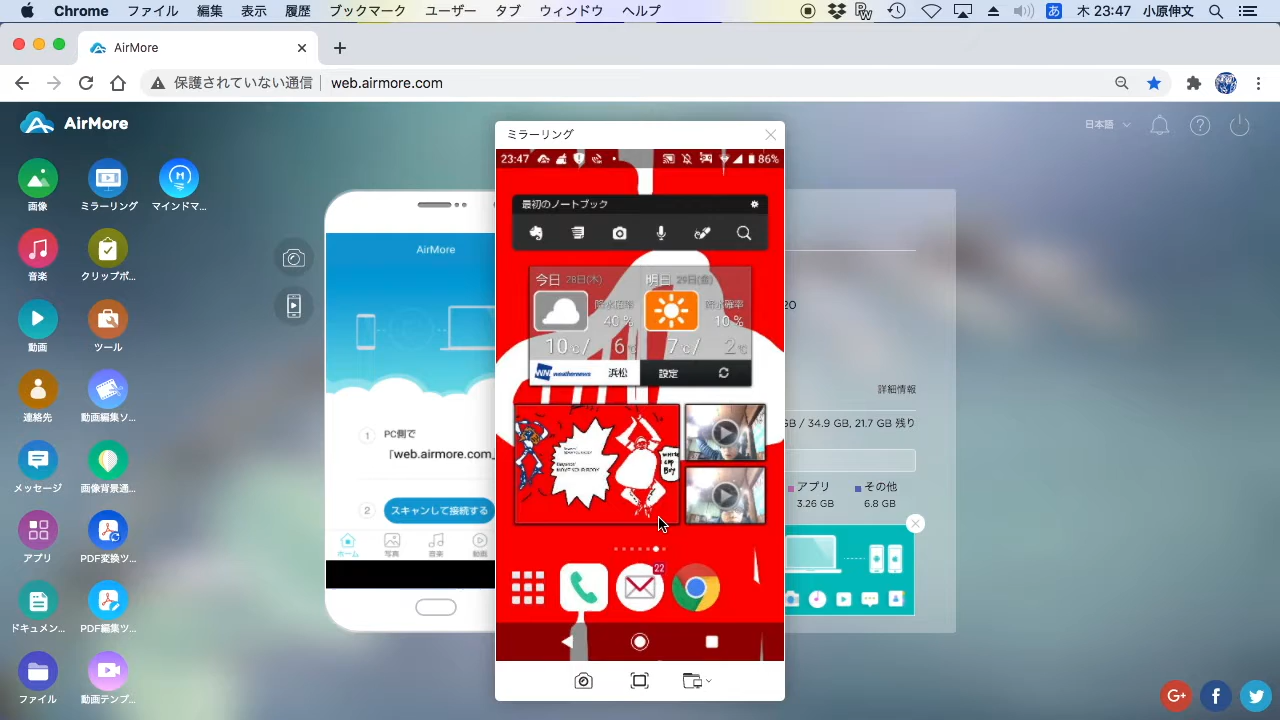 Chrome ファイル 編集 表示 履歴 ブックマーク ユーザー タブ ウィンドウ ヘルプ あ 木 23:47 小原伸文
AirMore
保護されていない通信 web.airmore.com
AirMore
日本語
画像 ミラーリング マインドマ...
音楽 クリップボ...
動画 ツール
連絡先 動画編集ソ...
メッセージ 画像背景透...
アプリ PDF変換ツ...
ドキュメン... PDF編集ツ...
ファイル 動画テンプ...
AirMore
1 PC側で
「web.airmore.com」
2 スキャンして接続する
ホーム 写真 音楽 動画
ミラーリング
23:47 86%
最初のノートブック
今日 28日(木) 明日 29日(金)
降水確率 降水確率
40 % 10 %
10℃/ 6℃ 7℃/ 2℃
WN weathernews 浜松 設定
22
20
詳細情報
GB / 34.9 GB, 21.7 GB 残り
アプリ その他
3.26 GB 6.8 GB
G+ f